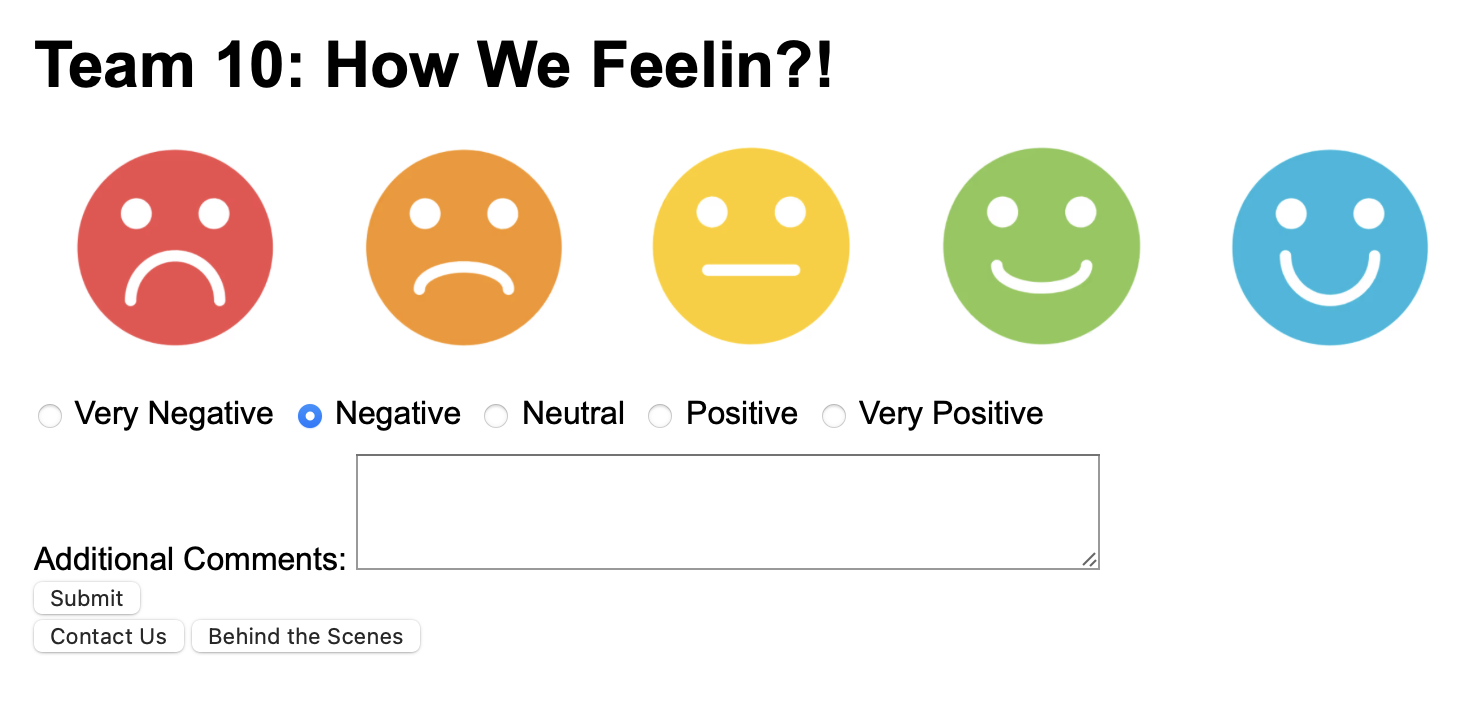 Team 10: How We Feelin?!
Very Negative Negative Neutral Positive Very Positive
Additional Comments:
Submit
Contact Us Behind the Scenes